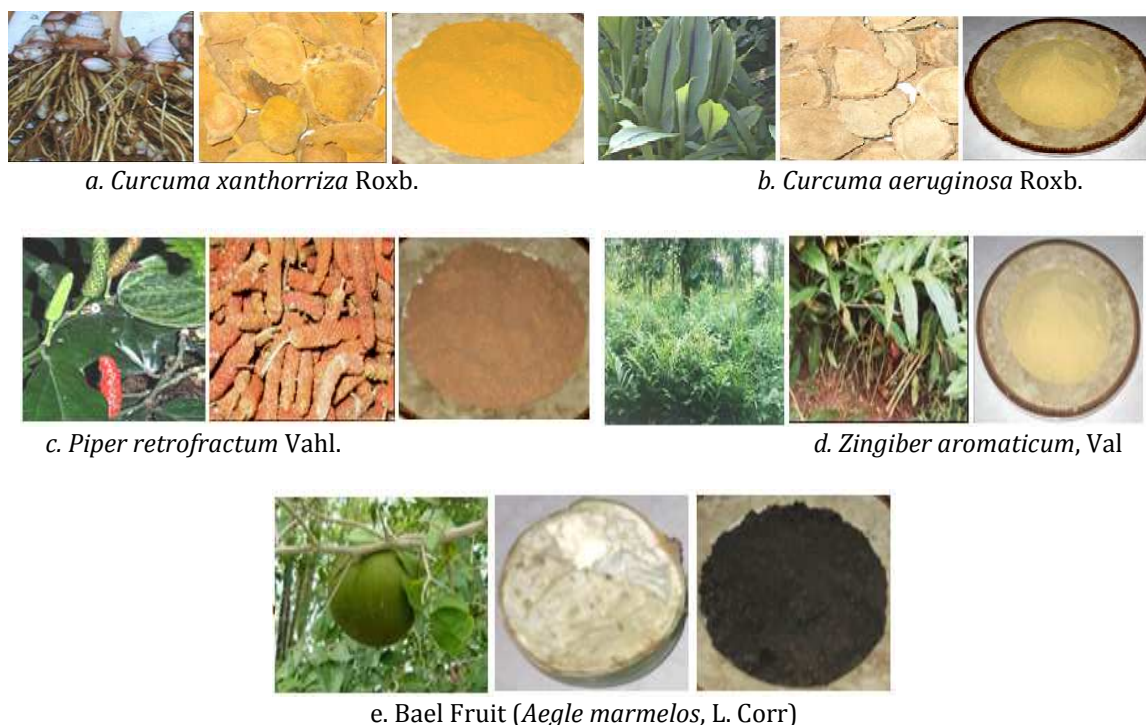 a. Curcuma xanthorriza Roxb.
b. Curcuma aeruginosa Roxb.
c. Piper retrofractum Vahl.
d. Zingiber aromaticum, Val
e. Bael Fruit (Aegle marmelos, L. Corr)